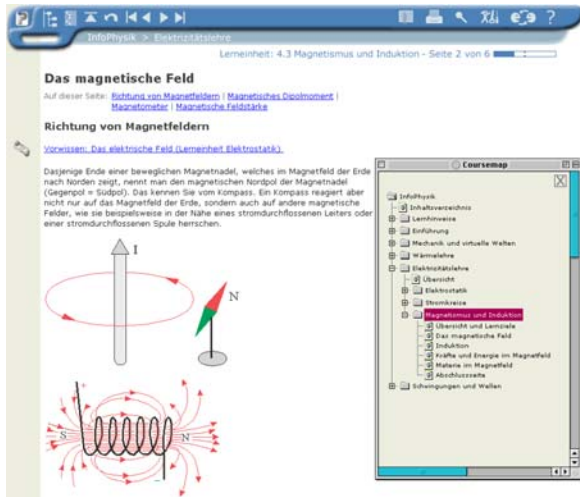 InfoPhysik > Elektrizitätslehre
Lerneinheit: 4.3 Magnetismus und Induktion - Seite 2 von 6
Das magnetische Feld
Auf dieser Seite: Richtung von Magnetfeldern | Magnetisches Dipolmoment |
Magnetometer | Magnetische Feldstärke
Richtung von Magnetfeldern
Vorwissen: Das elektrische Feld (Lerneinheit Elektrostatik)
Dasjenige Ende einer beweglichen Magnetnadel, welches im Magnetfeld der Erde
nach Norden zeigt, nennt man den magnetischen Nordpol der Magnetnadel
(Gegenpol = Südpol). Das kennen Sie vom Kompass. Ein Kompass reagiert aber
nicht nur auf das Magnetfeld der Erde, sondern auch auf andere magnetische
Felder, wie sie beispielsweise in der Nähe eines stromdurchflossenen Leiters oder
einer stromdurchflossenen Spule herrschen.
I
N
S
N
+
-
Coursemap
InfoPhysik
Inhaltsverzeichnis
Lernhinweise
Einführung
Mechanik und virtuelle Welten
Wärmelehre
Elektrizitätslehre
Übersicht
Elektrostatik
Stromkreise
Magnetismus und Induktion
Übersicht und Lernziele
Das magnetische Feld
Induktion
Kräfte und Energie im Magnetfeld
Materie im Magnetfeld
Abschlussseite
Schwingungen und Wellen